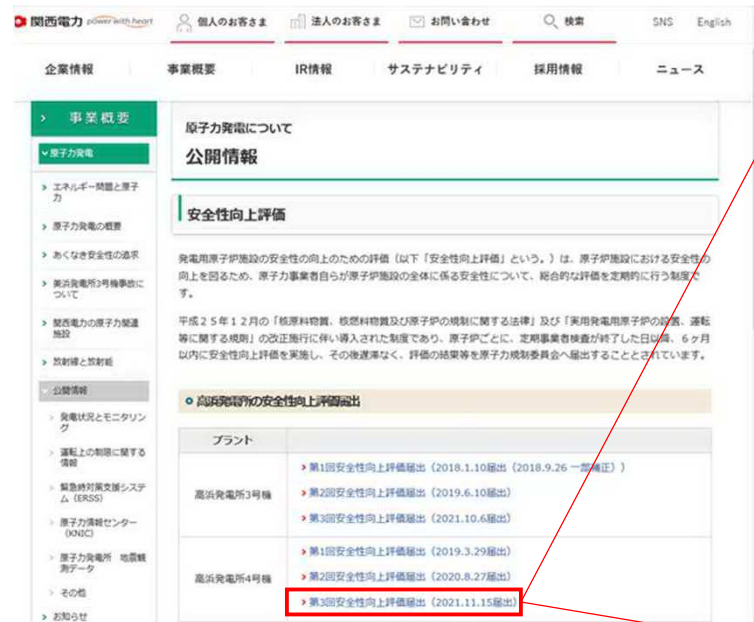 関西電力 power with heart
個人のお客さま 法人のお客さま お問い合わせ 検索 SNS English
企業情報 事業概要 IR情報 サステナビリティ 採用情報 ニュース
事業概要
原子力発電
エネルギー問題と原子
力
原子力発電の概要
あくなき安全性の追求
美浜発電所3号機事故に
ついて
関西電力の原子力関連
施設
放射線と放射能
公開情報
発電状況とモニタリン
グ
運転上の制限に関する
情報
緊急時対策支援システ
ム (ERSS)
原子力情報センター
(KNIC)
原子力発電所 地震観
測データ
その他
お知らせ
原子力発電について
公開情報
安全性向上評価
発電用原子炉施設の安全性の向上のための評価（以下「安全性向上評価」という。）は、原子炉施設における安全性の
向上を図るため、原子力事業者自らが原子炉施設の全体に係る安全性について、総合的な評価を定期的に行う制度で
す。
平成２５年１２月の「核原料物質、核燃料物質及び原子炉の規制に関する法律」及び「実用発電用原子炉の設置、運転
等に関する規則」の改正施行に伴い導入された制度であり、原子炉ごとに、定期事業者検査が終了した日以降、６ヶ月
以内に安全性向上評価を実施し、その後遅滞なく、評価の結果等を原子力規制委員会へ届出することとされています。
高浜発電所の安全性向上評価届出
プラント
高浜発電所3号機
第1回安全性向上評価届出（2018.1.10届出（2018.9.26 一部補正））
第2回安全性向上評価届出（2019.6.10届出）
第3回安全性向上評価届出（2021.10.6届出）
高浜発電所4号機
第1回安全性向上評価届出（2019.3.29届出）
第2回安全性向上評価届出（2020.8.27届出）
第3回安全性向上評価届出（2021.11.15届出）